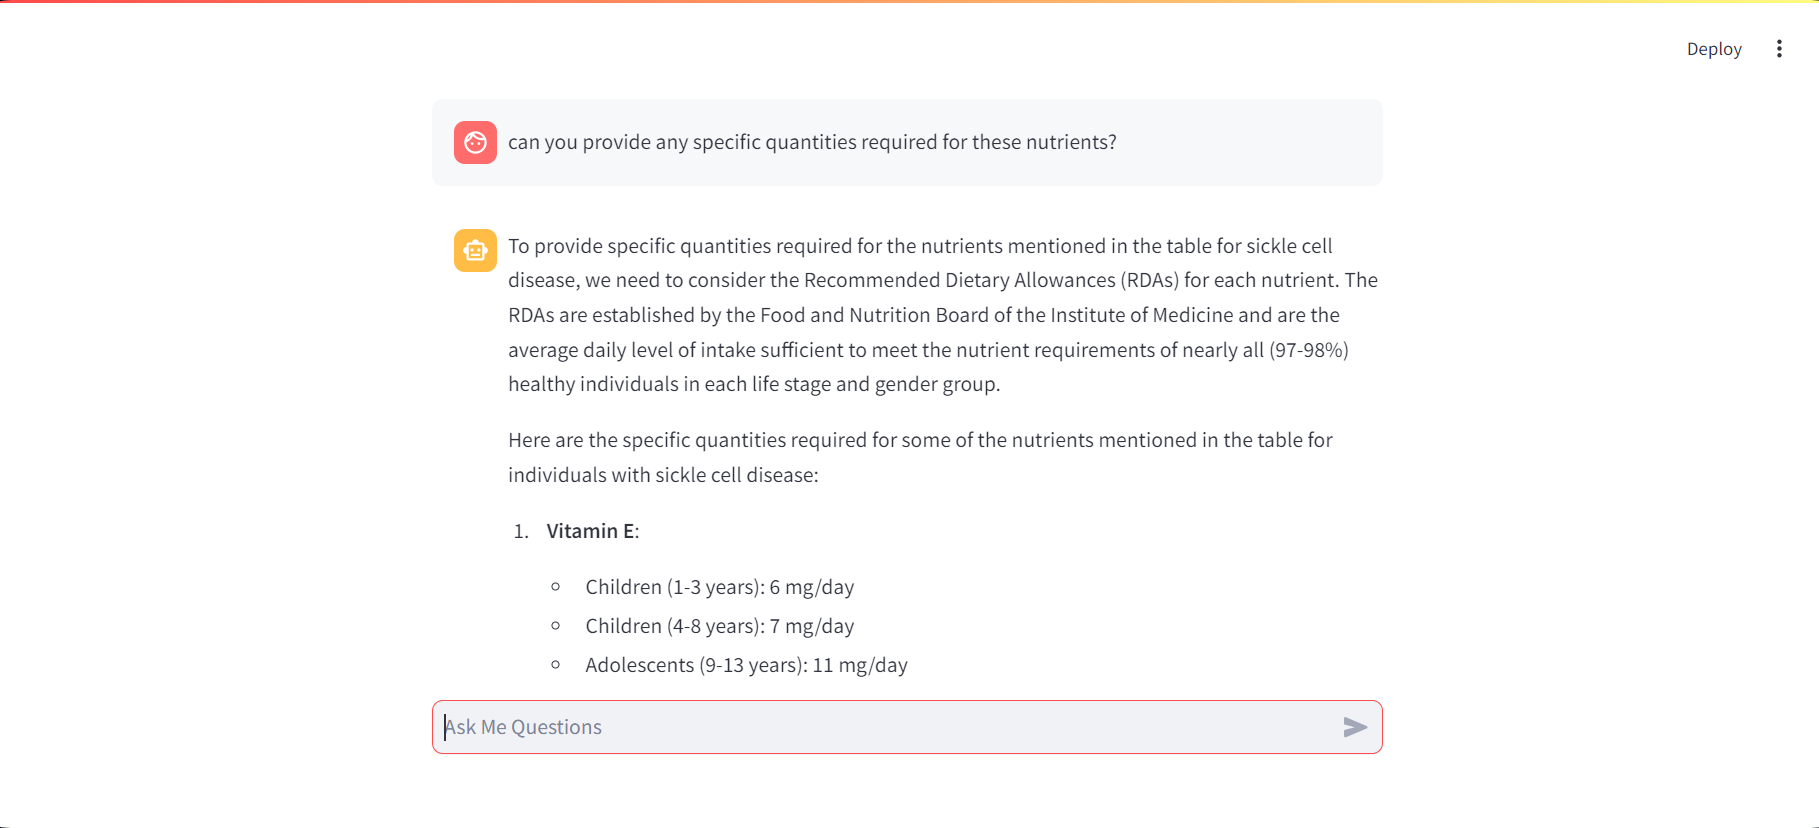 Deploy
can you provide any specific quantities required for these nutrients?
To provide specific quantities required for the nutrients mentioned in the table for sickle cell
disease, we need to consider the Recommended Dietary Allowances (RDAs) for each nutrient. The
RDAs are established by the Food and Nutrition Board of the Institute of Medicine and are the
average daily level of intake sufficient to meet the nutrient requirements of nearly all (97-98%)
healthy individuals in each life stage and gender group.
Here are the specific quantities required for some of the nutrients mentioned in the table for
individuals with sickle cell disease:
1. Vitamin E:
Children (1-3 years): 6 mg/day
Children (4-8 years): 7 mg/day
Adolescents (9-13 years): 11 mg/day
Ask Me Questions